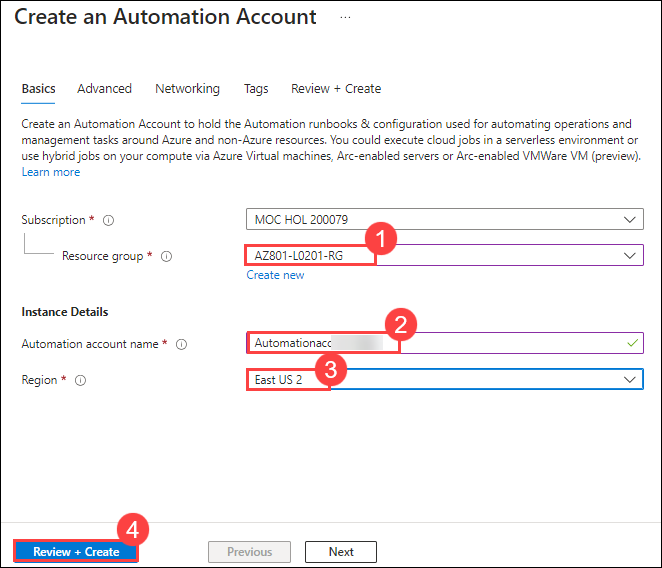 Create an Automation Account ...
Basics Advanced Networking Tags Review + Create
Create an Automation Account to hold the Automation runbooks & configuration used for automating operations and
management tasks around Azure and non-Azure resources. You could execute cloud jobs in a serverless environment or
use hybrid jobs on your compute via Azure Virtual machines, Arc-enabled servers or Arc-enabled VMWare VM (preview).
Learn more
Subscription * MOC HOL 200079
1
Resource group * AZ801-L0201-RG
Create new
Instance Details
2
Automation account name * Automationacc
3
Region * East US 2
4
Review + Create Previous Next